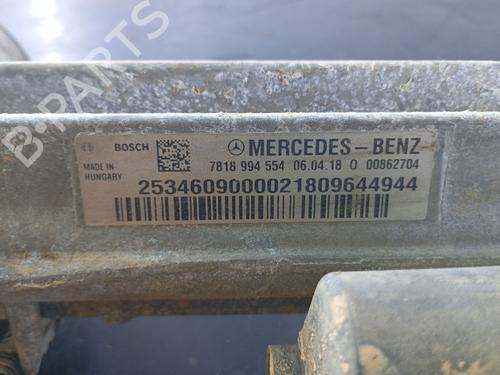 B-PARTS
BOSCH
MERCEDES-BENZ
MADE IN
HUNGARY
7818 994 554 06.04.18 0 00862704
2534609000021809644944